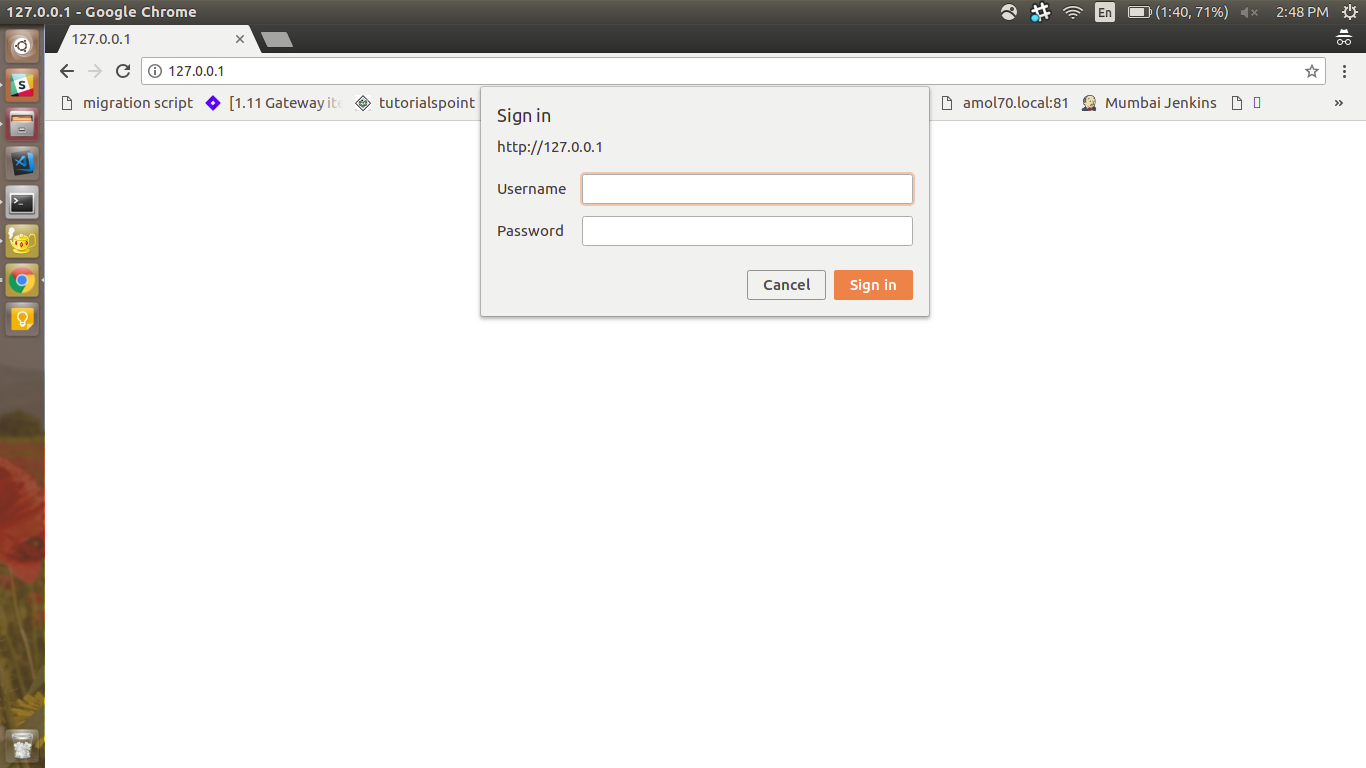 127.0.0.1 - Google Chrome En (1:40, 71%) 2:48 PM
127.0.0.1
127.0.0.1
migration script [1.11 Gateway ite tutorialspoint amol70.local:81 Mumbai Jenkins »
Sign in
http://127.0.0.1
Username
Password
Cancel Sign in